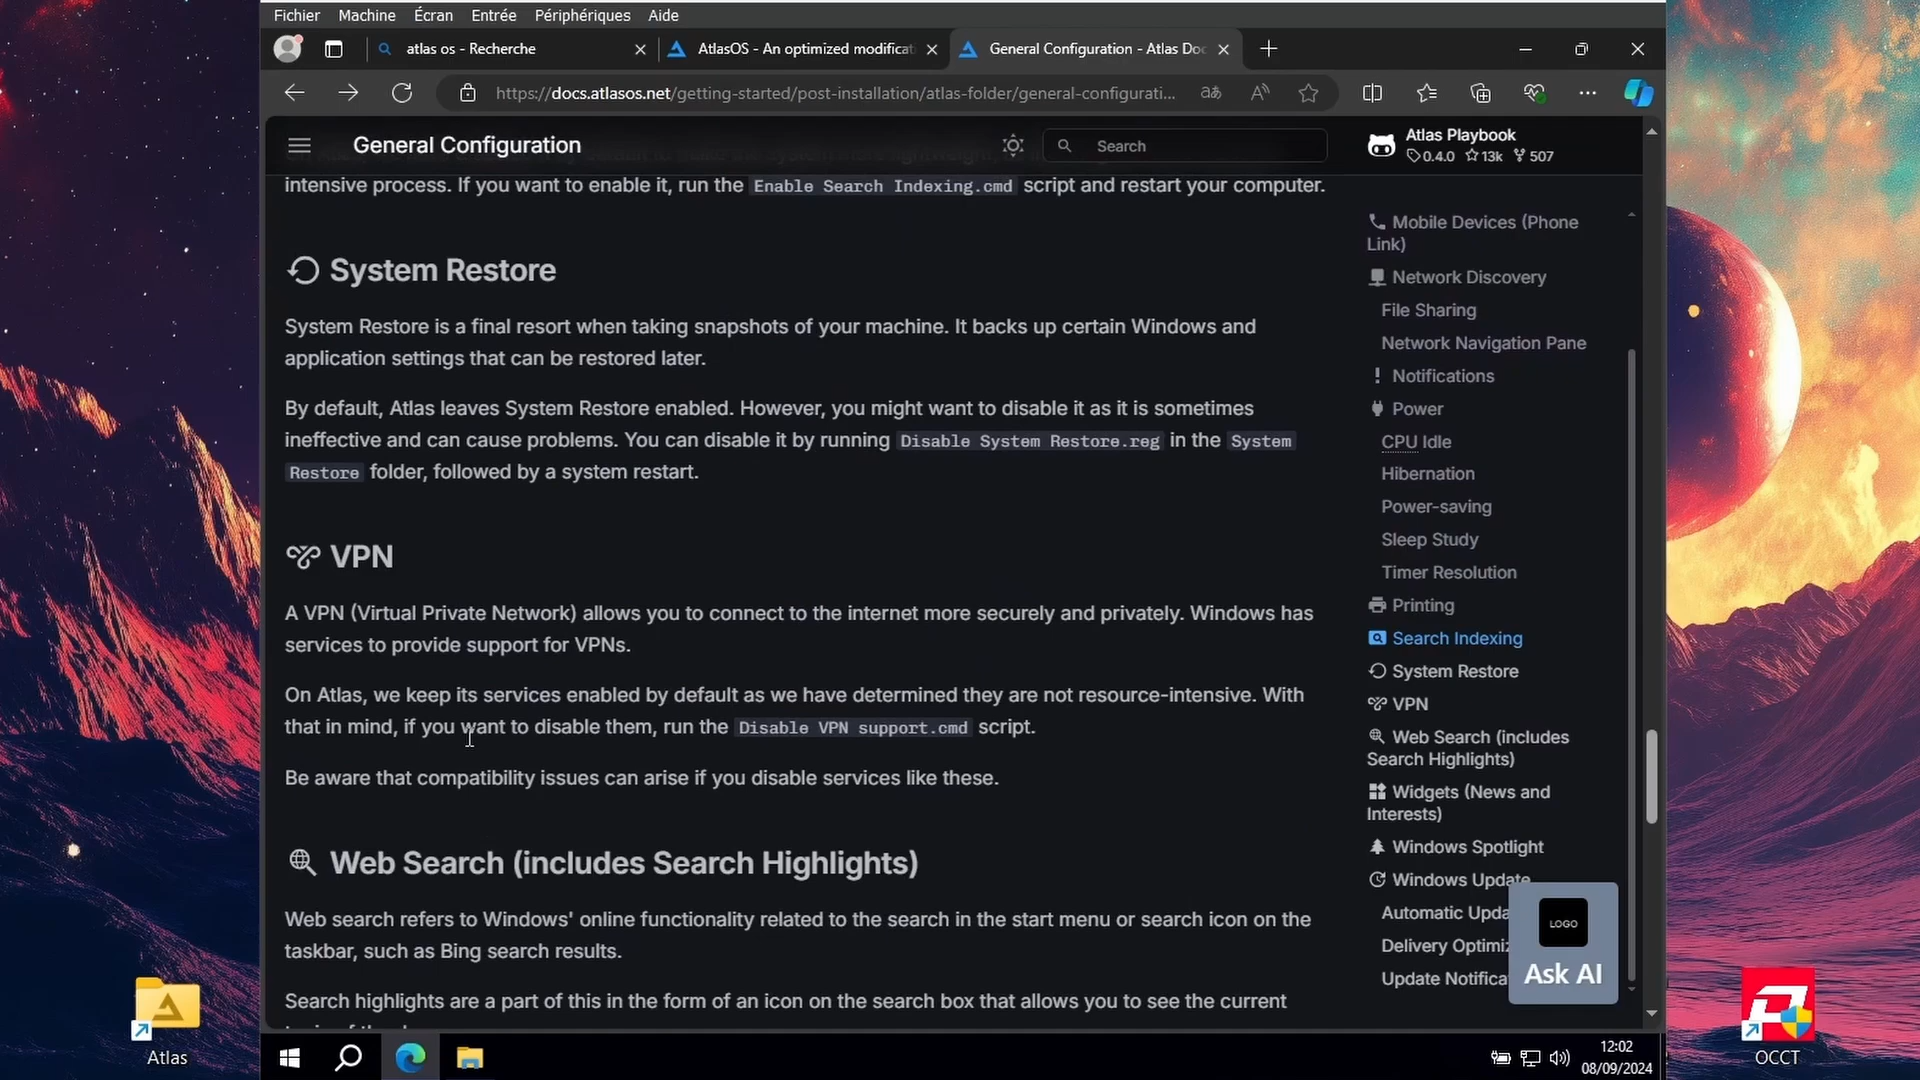 Fichier Machine Écran Entrée Périphériques Aide
atlas os - Recherche
AtlasOS - An optimized modificat
General Configuration - Atlas Doc
https://docs.atlasos.net/getting-started/post-installation/atlas-folder/general-configurati...
General Configuration
Search
Atlas Playbook
0.4.0 13k 507
intensive process. If you want to enable it, run the Enable Search Indexing.cmd script and restart your computer.
System Restore
System Restore is a final resort when taking snapshots of your machine. It backs up certain Windows and
application settings that can be restored later.
By default, Atlas leaves System Restore enabled. However, you might want to disable it as it is sometimes
ineffective and can cause problems. You can disable it by running Disable System Restore.reg in the System
Restore folder, followed by a system restart.
VPN
A VPN (Virtual Private Network) allows you to connect to the internet more securely and privately. Windows has
services to provide support for VPNs.
On Atlas, we keep its services enabled by default as we have determined they are not resource-intensive. With
that in mind, if you want to disable them, run the Disable VPN support.cmd script.
Be aware that compatibility issues can arise if you disable services like these.
Web Search (includes Search Highlights)
Web search refers to Windows' online functionality related to the search in the start menu or search icon on the
taskbar, such as Bing search results.
Search highlights are a part of this in the form of an icon on the search box that allows you to see the current
Mobile Devices (Phone
Link)
Network Discovery
File Sharing
Network Navigation Pane
Notifications
Power
CPU Idle
Hibernation
Power-saving
Sleep Study
Timer Resolution
Printing
Search Indexing
System Restore
VPN
Web Search (includes
Search Highlights)
Widgets (News and
Interests)
Windows Spotlight
Windows Update
Automatic Upda
Delivery Optimiz
Update Notifica
LOGO
Ask AI
Atlas
OCCT
12:02
08/09/2024